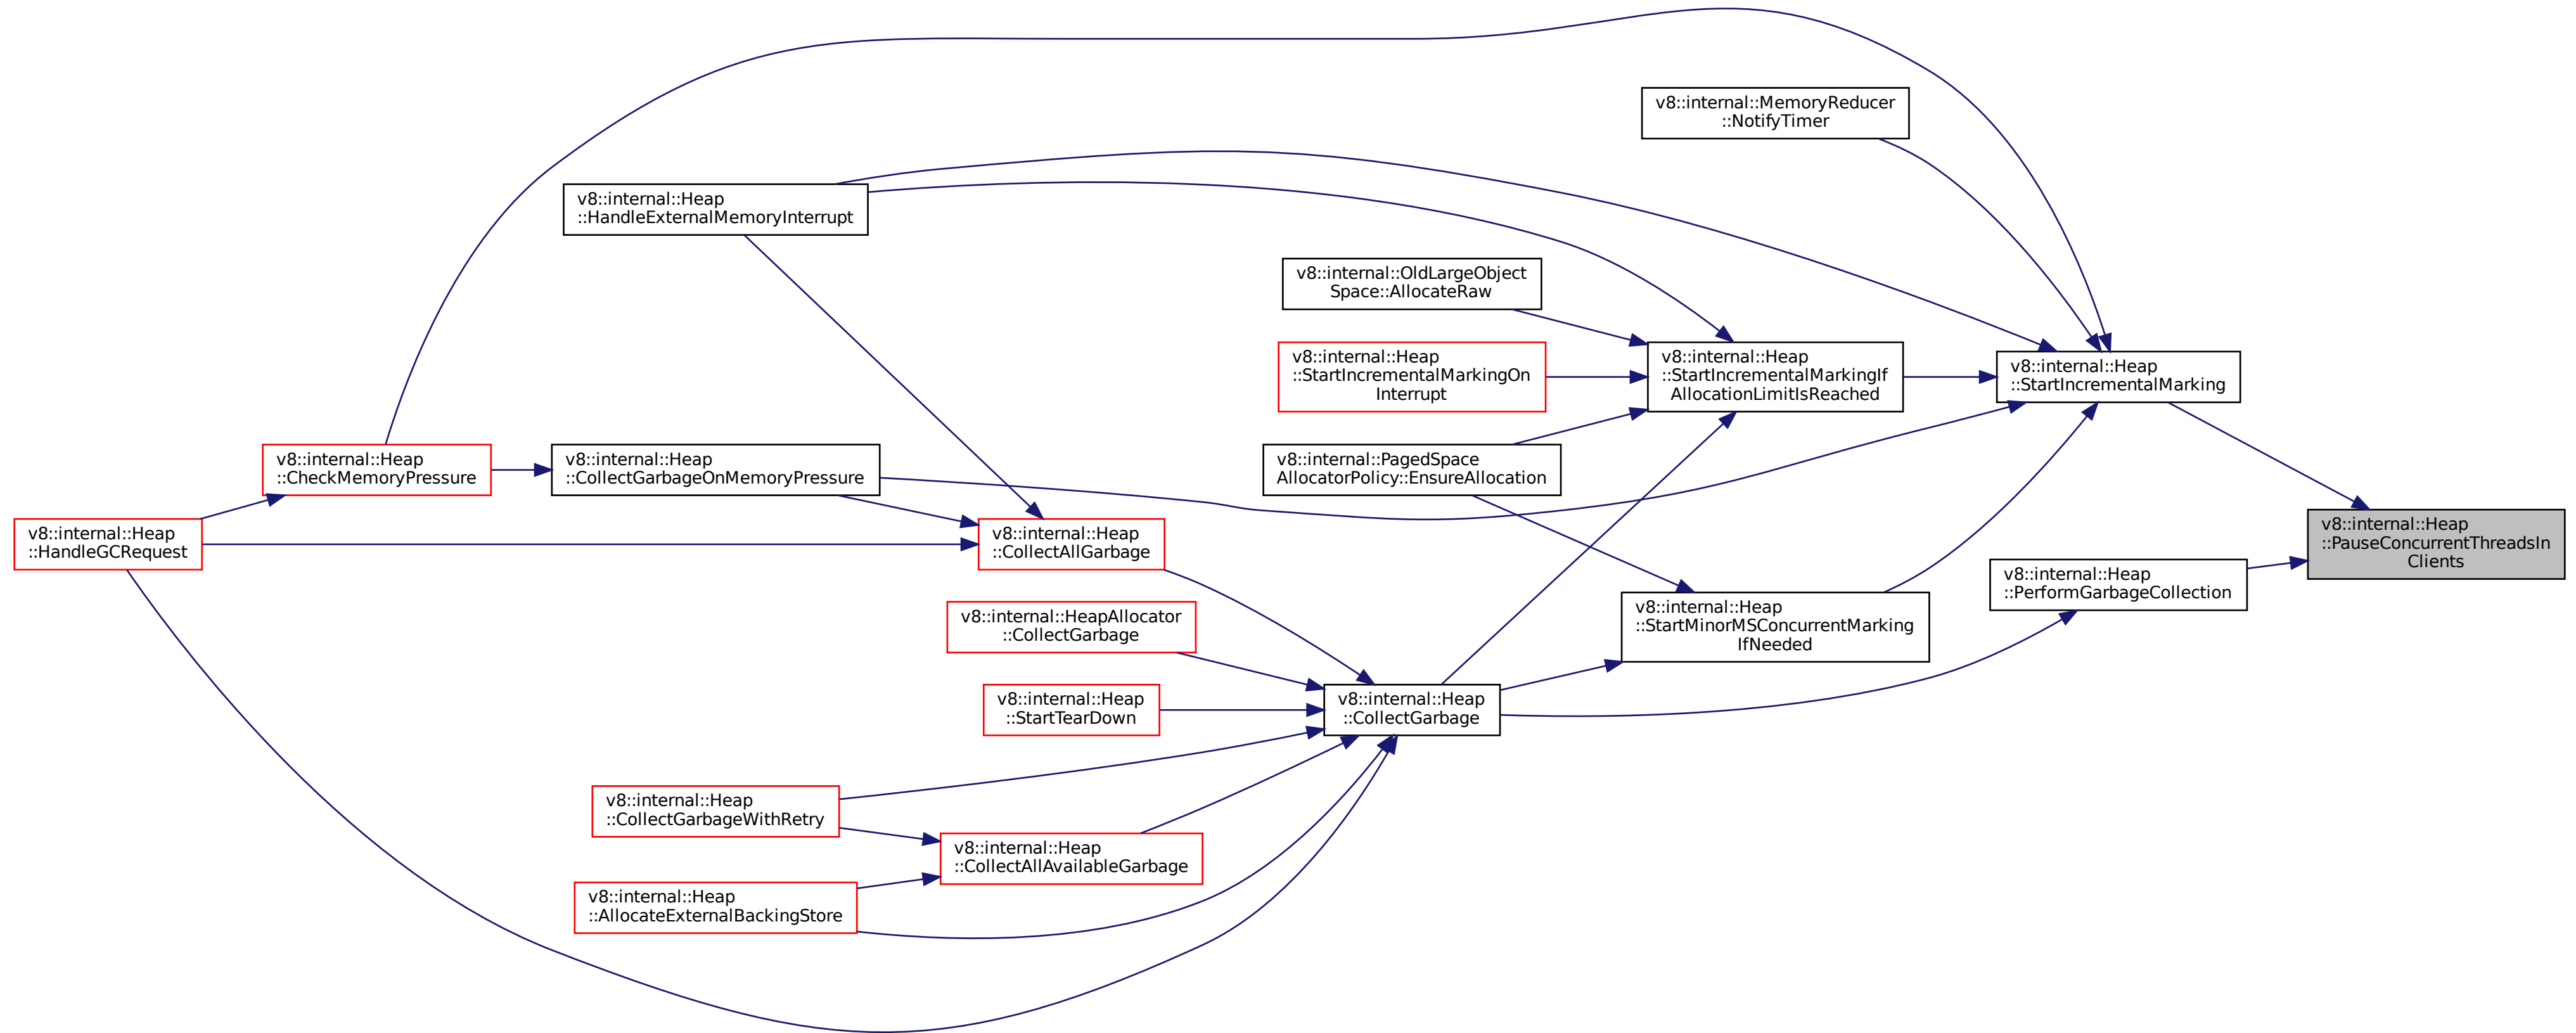 v8::internal::MemoryReducer
::NotifyTimer
v8::internal::Heap
::HandleExternalMemoryInterrupt
v8::internal::OldLargeObject
Space::AllocateRaw
v8::internal::Heap
::StartIncrementalMarkingOn
Interrupt
v8::internal::Heap
::StartIncrementalMarkingIf
AllocationLimitIsReached
v8::internal::Heap
::StartIncrementalMarking
v8::internal::Heap
::CheckMemoryPressure
v8::internal::Heap
::CollectGarbageOnMemoryPressure
v8::internal::PagedSpace
AllocatorPolicy::EnsureAllocation
v8::internal::Heap
::HandleGCRequest
v8::internal::Heap
::CollectAllGarbage
v8::internal::Heap
::PauseConcurrentThreadsIn
Clients
v8::internal::Heap
::PerformGarbageCollection
v8::internal::HeapAllocator
::CollectGarbage
v8::internal::Heap
::StartMinorMSConcurrentMarking
IfNeeded
v8::internal::Heap
::StartTearDown
v8::internal::Heap
::CollectGarbage
v8::internal::Heap
::CollectGarbageWithRetry
v8::internal::Heap
::CollectAllAvailableGarbage
v8::internal::Heap
::AllocateExternalBackingStore